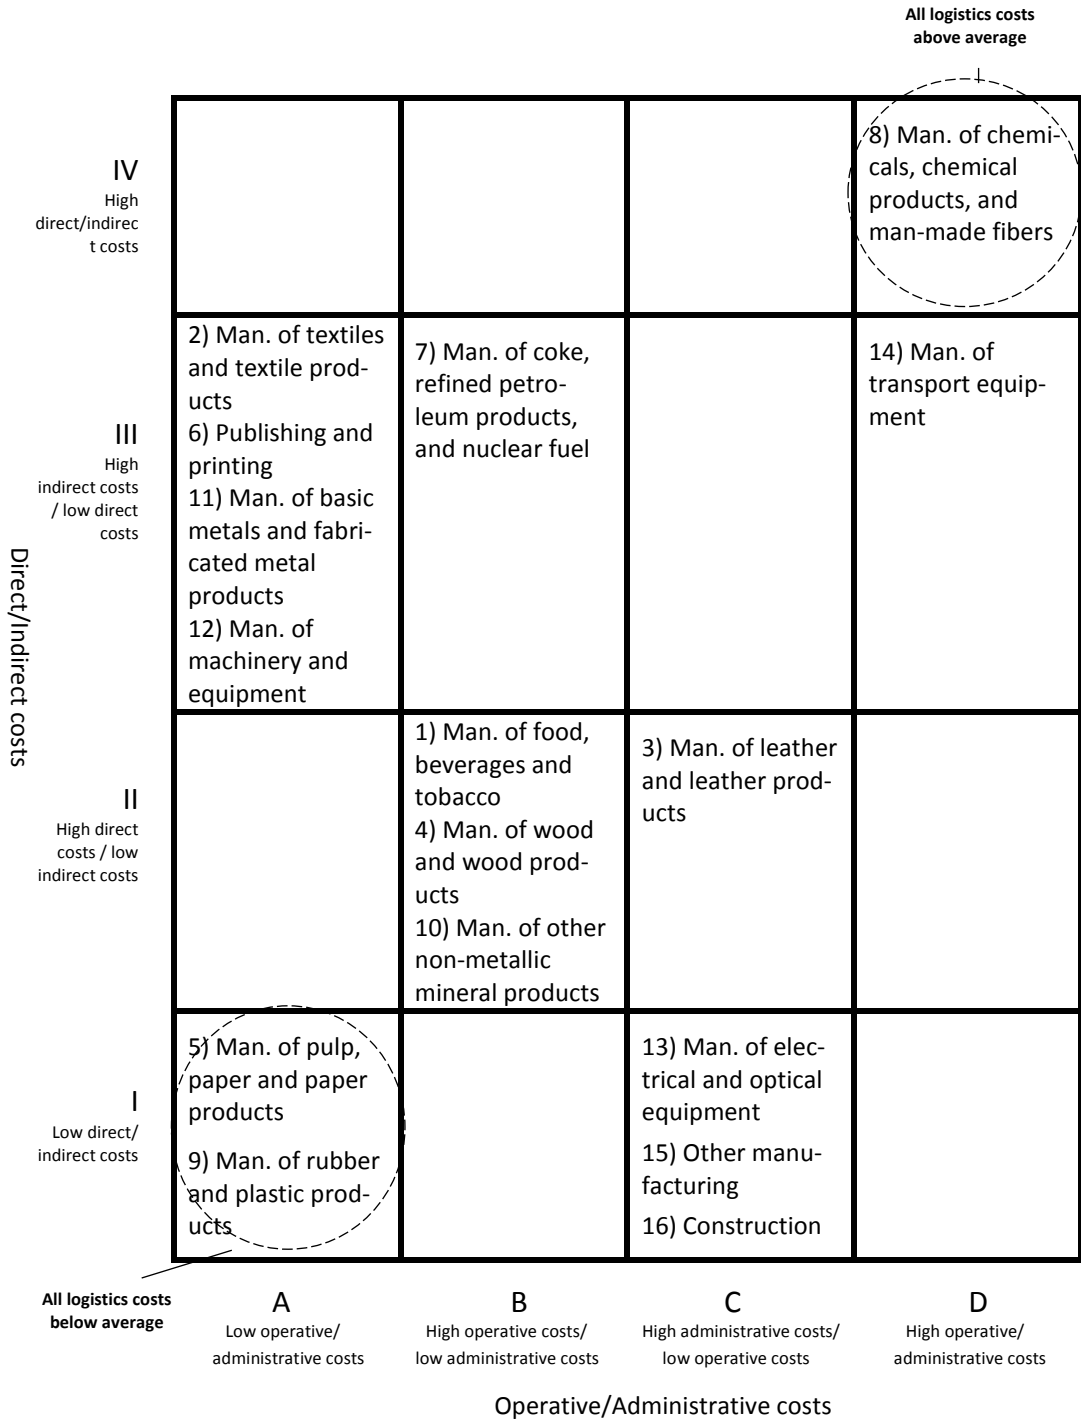 All logistics costs
above average
IV
High
direct/indirec
t costs
8) Man. of chemi-
cals, chemical
products, and
man-made fibers
III
High
indirect costs
/ low direct
costs
2) Man. of textiles
and textile prod-
ucts
6) Publishing and
printing
11) Man. of basic
metals and fabri-
cated metal
products
12) Man. of
machinery and
equipment
7) Man. of coke,
refined petro-
leum products,
and nuclear fuel
14) Man. of
transport equip-
ment
Direct/Indirect costs
II
High direct
costs / low
indirect costs
1) Man. of food,
beverages and
tobacco
4) Man. of wood
and wood prod-
ucts
10) Man. of other
non-metallic
mineral products
3) Man. of leather
and leather prod-
ucts
I
Low direct/
indirect costs
5) Man. of pulp,
paper and paper
products
9) Man. of rubber
and plastic prod-
ucts
13) Man. of elec-
trical and optical
equipment
15) Other manu-
facturing
16) Construction
All logistics costs
below average
A
Low operative/
administrative costs
B
High operative costs/
low administrative costs
C
High administrative costs/
low operative costs
D
High operative/
administrative costs
Operative/Administrative costs